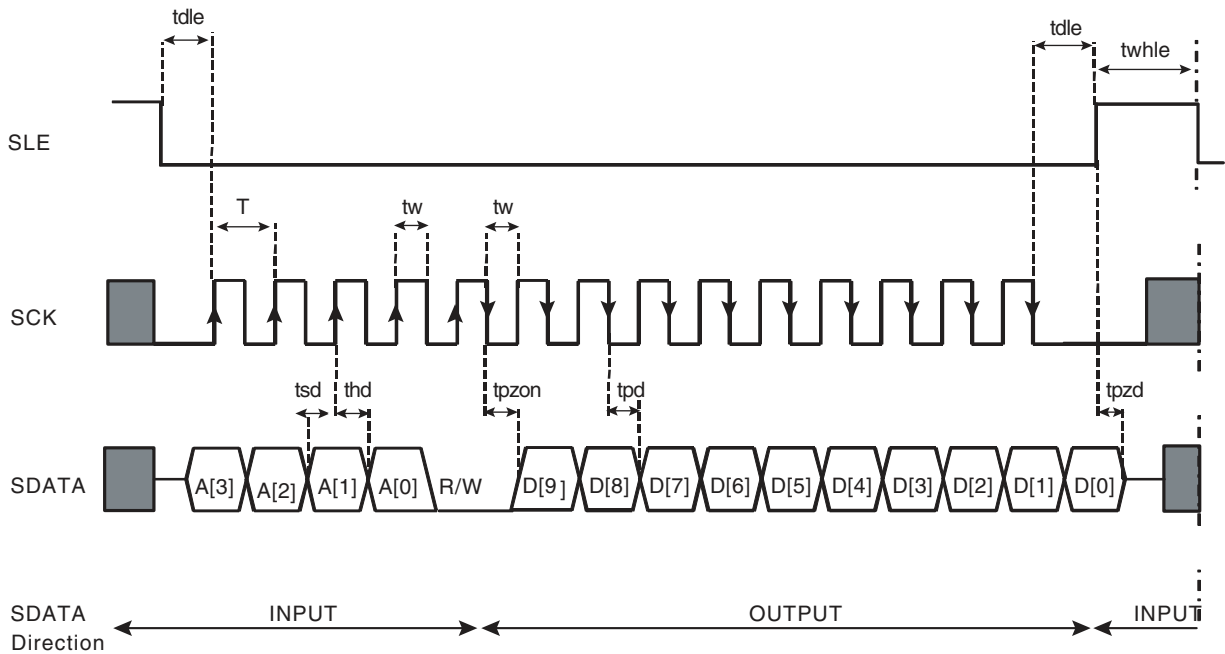 tdle
tdle
twhle
SLE
T
tw
tw
SCK
tsd
thd
tpzon
tpd
tpzd
SDATA
A[3]
A[2]
A[1]
A[0]
R/W
D[9]
D[8]
D[7]
D[6]
D[5]
D[4]
D[3]
D[2]
D[1]
D[0]
SDATA
Direction
INPUT
OUTPUT
INPUT